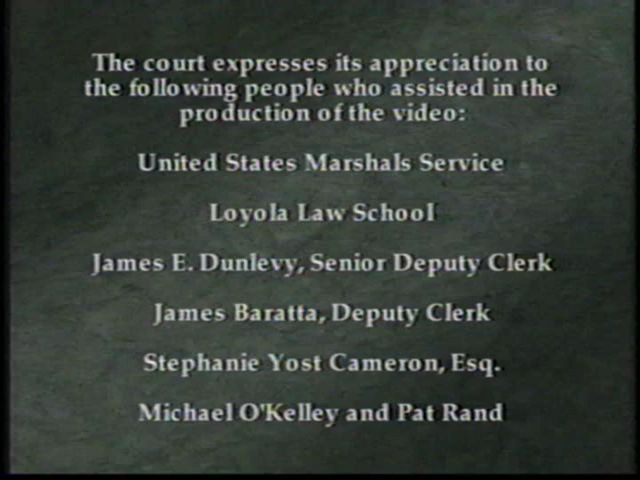 The court expresses its appreciation to
the following people who assisted in the
production of the video:
United States Marshals Service
Loyola Law School
James E. Dunlevy, Senior Deputy Clerk
James Baratta, Deputy Clerk
Stephanie Yost Cameron, Esq.
Michael O'Kelley and Pat Rand